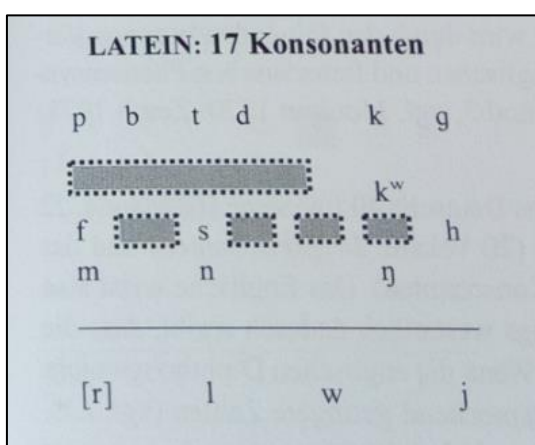 LATEIN: 17 Konsonanten
p b t d k g
kʷ
f s h
m n ŋ
[r] l w j